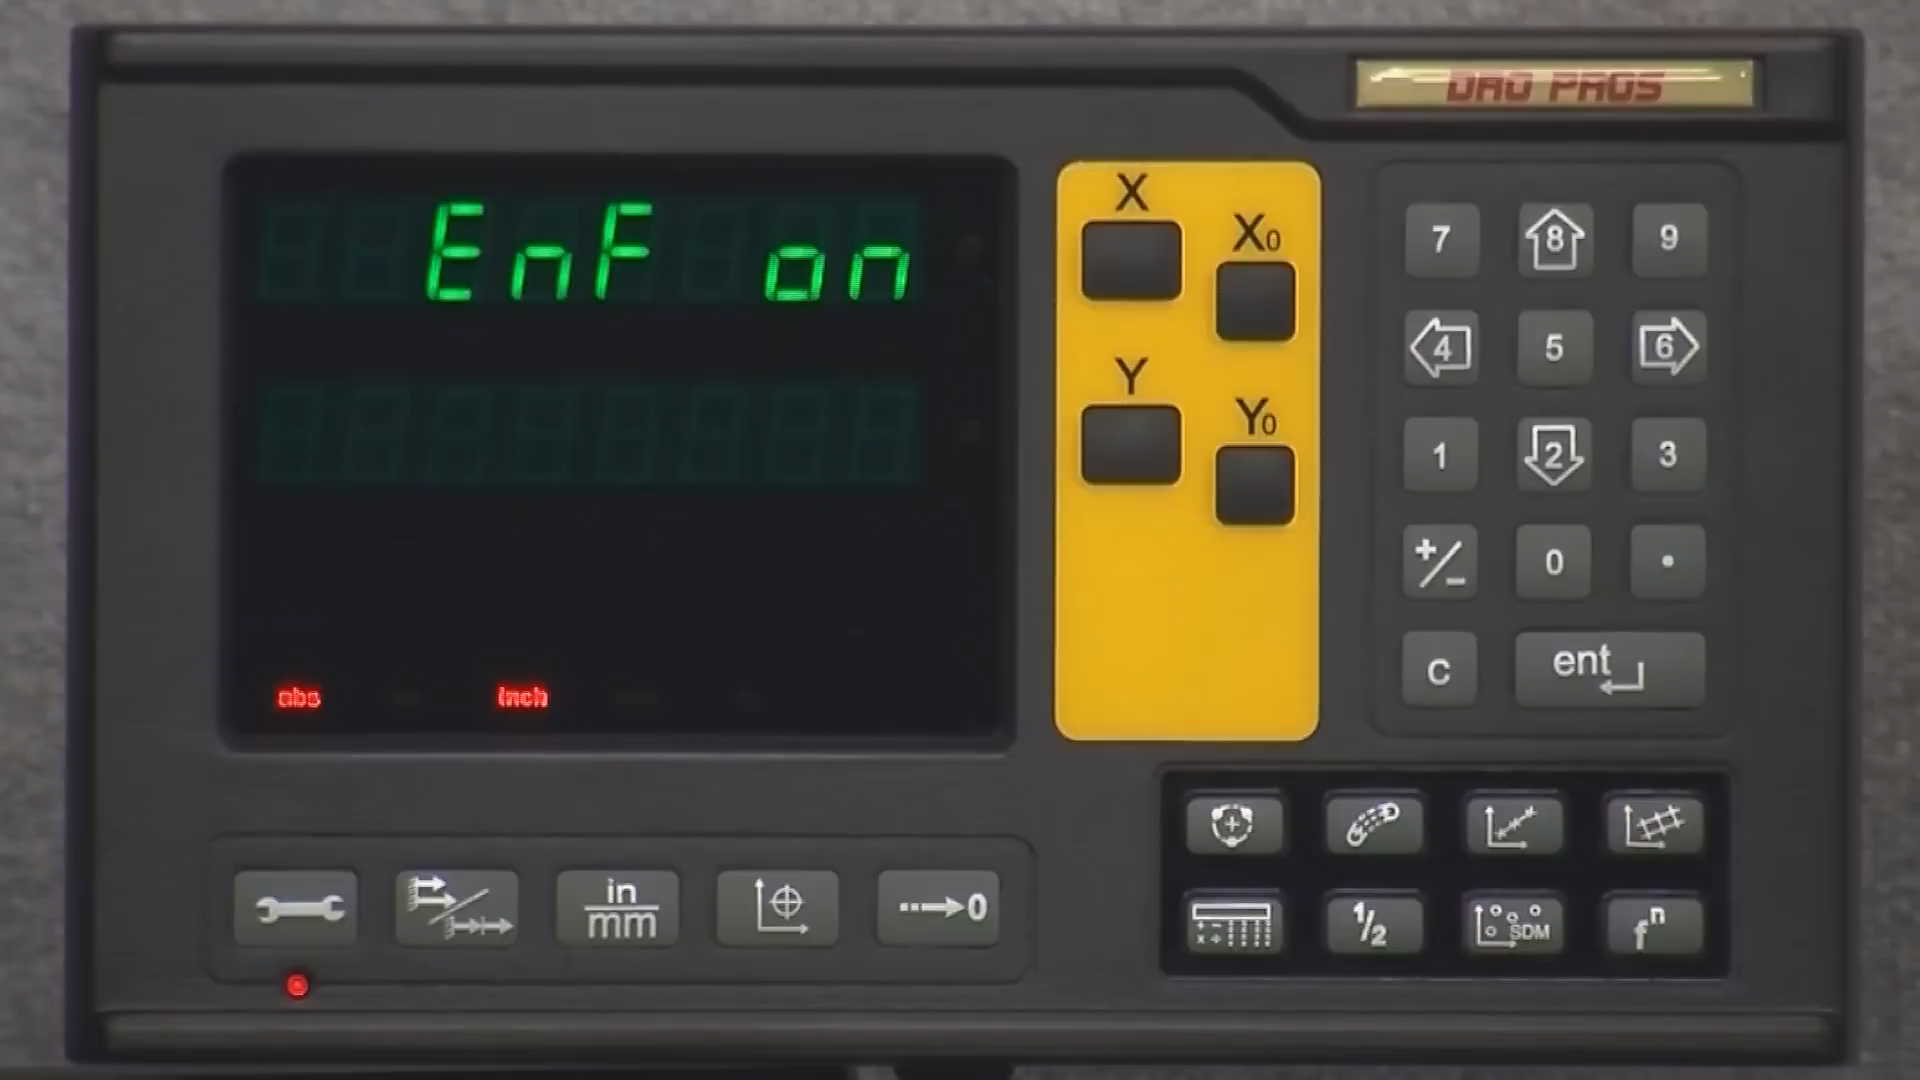 DRO PROS
EnF on
X
X0
Y
Y0
7 8 9
4 5 6
1 2 3
+/- 0 .
C ent
abs inch
in/mm
0
1/2
SDM
fn